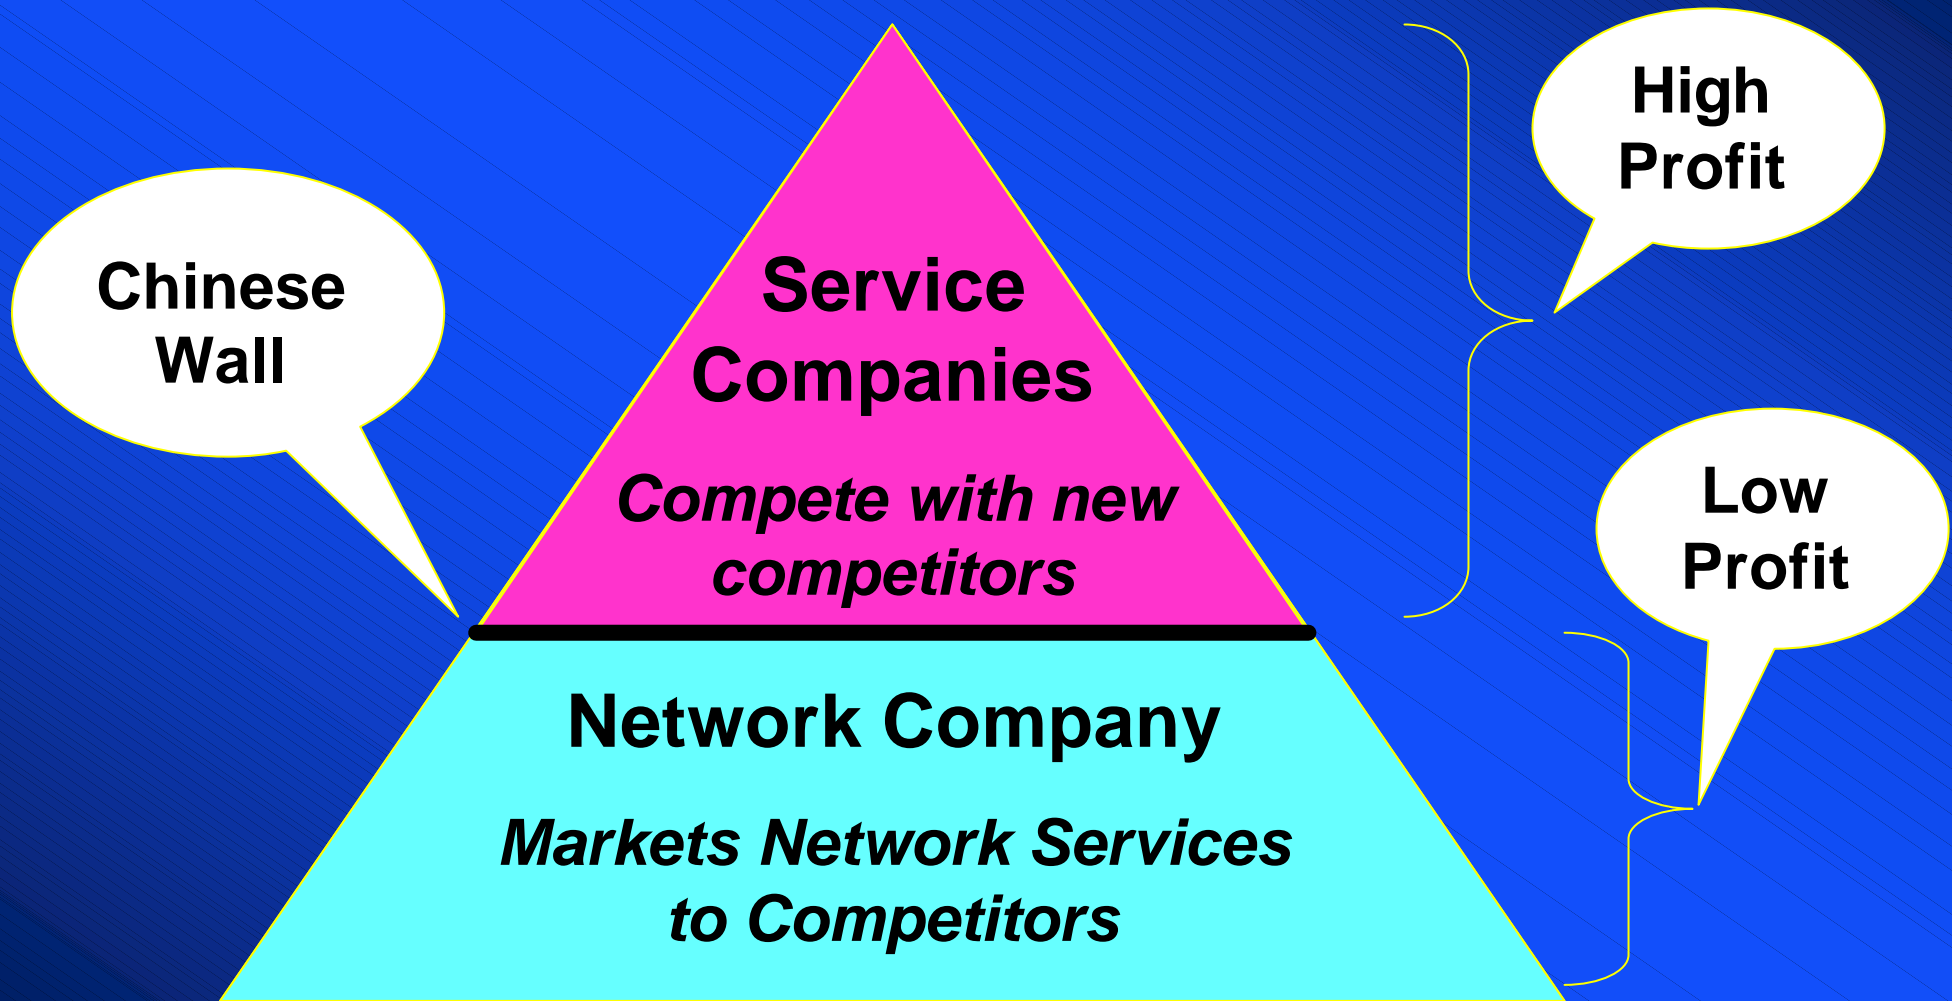 High
Profit
Chinese
Wall
Service
Companies
Compete with new
competitors
Low
Profit
Network Company
Markets Network Services
to Competitors